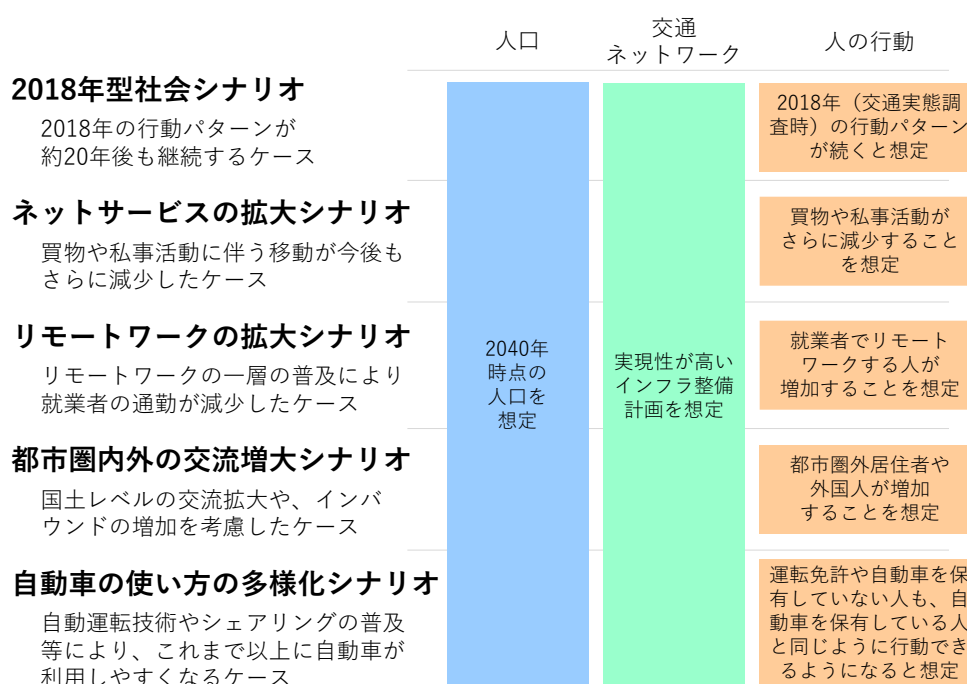 人口
交通
ネットワーク
人の行動
2018年型社会シナリオ
2018年の行動パターンが
約20年後も継続するケース
2018年（交通実態調
査時）の行動パターン
が続くと想定
ネットサービスの拡大シナリオ
買物や私事活動に伴う移動が今後も
さらに減少したケース
買物や私事活動が
さらに減少すること
を想定
リモートワークの拡大シナリオ
リモートワークの一層の普及により
就業者の通勤が減少したケース
2040年
時点の
人口を
想定
実現性が高い
インフラ整備
計画を想定
就業者でリモート
ワークする人が
増加することを想定
都市圏内外の交流増大シナリオ
国土レベルの交流拡大や、インバ
ウンドの増加を考慮したケース
都市圏外居住者や
外国人が増加
することを想定
自動車の使い方の多様化シナリオ
自動運転技術やシェアリングの普及
等により、これまで以上に自動車が
利用しやすくなるケース
運転免許や自動車を保
有していない人も、自
動車を保有している人
と同じように行動でき
るようになると想定